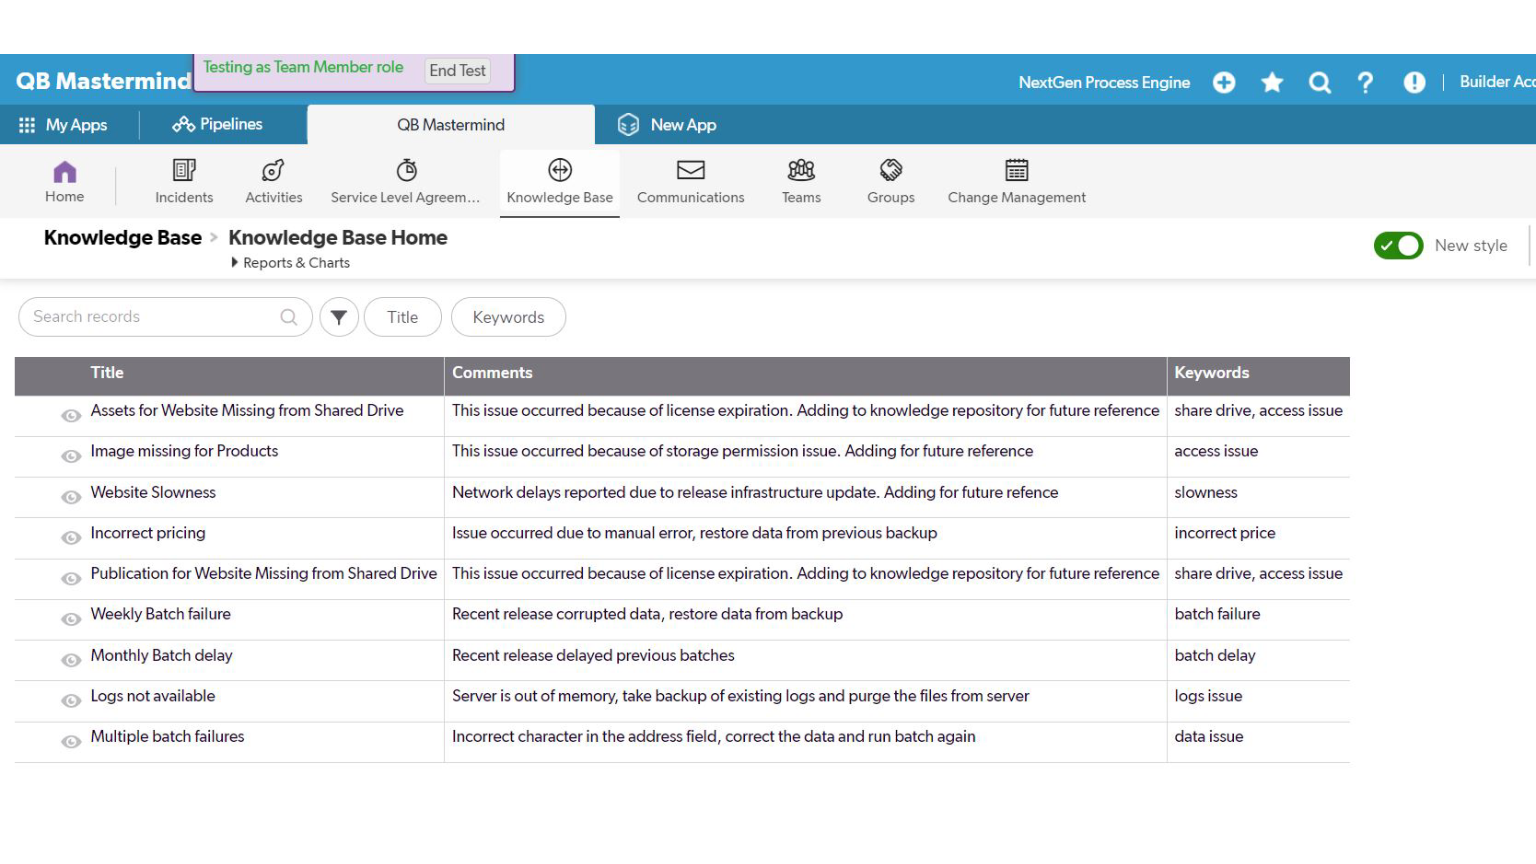 Testing as Team Member role End Test
QB Mastermind NextGen Process Engine Builder Acc
My Apps Pipelines QB Mastermind New App
Home Incidents Activities Service Level Agreem... Knowledge Base Communications Teams Groups Change Management
Knowledge Base > Knowledge Base Home
Reports & Charts
New style
Search records Title Keywords
Title Comments Keywords
Assets for Website Missing from Shared Drive This issue occurred because of license expiration. Adding to knowledge repository for future reference share drive, access issue
Image missing for Products This issue occurred because of storage permission issue. Adding for future reference access issue
Website Slowness Network delays reported due to release infrastructure update. Adding for future refence slowness
Incorrect pricing Issue occurred due to manual error, restore data from previous backup incorrect price
Publication for Website Missing from Shared Drive This issue occurred because of license expiration. Adding to knowledge repository for future reference share drive, access issue
Weekly Batch failure Recent release corrupted data, restore data from backup batch failure
Monthly Batch delay Recent release delayed previous batches batch delay
Logs not available Server is out of memory, take backup of existing logs and purge the files from server logs issue
Multiple batch failures Incorrect character in the address field, correct the data and run batch again data issue